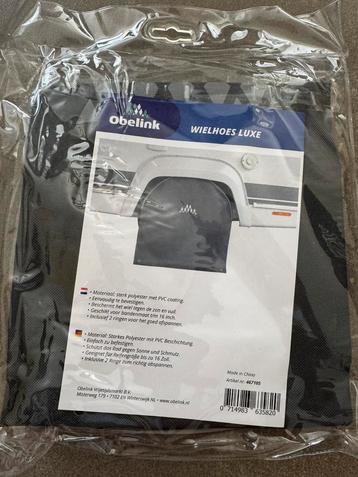 Obelink
WIELHOES LUXE
• Materiaal: sterk polyester met PVC coating.
• Eenvoudig te bevestigen.
• Beschermt het wiel tegen de zon en vuil.
• Geschikt voor bandenmaat t/m 16 inch.
• Inclusief 2 ringen voor het goed afspannen.
• Material: Starkes Polyester mit PVC Beschichtung.
• Einfach zu befestigen.
• Schützt das Rad gegen Sonne und Schmutz.
• Geeignet für Reifengröße bis zu 16 Zoll.
• Inklusive 2 Ringe zum richtig abspannen.
Made in China
Artikel nr. 467195
0 714983 635820
Obelink Vrijetijdsmarkt B.V.
Misterweg 179 • 7102 EH Winterswijk NL • www.obelink.nl